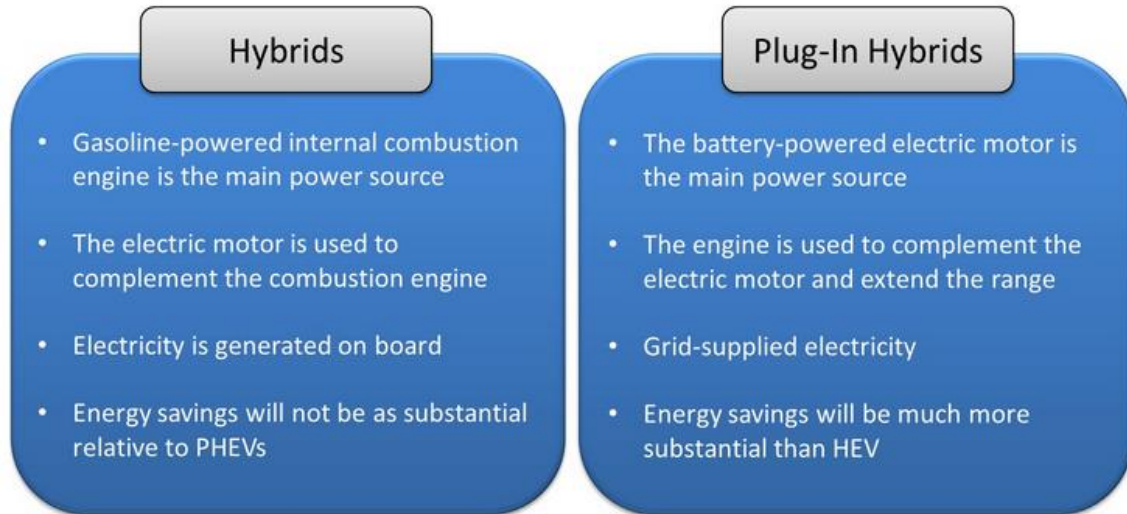 Hybrids
• Gasoline-powered internal combustion
engine is the main power source
• The electric motor is used to
complement the combustion engine
• Electricity is generated on board
• Energy savings will not be as substantial
relative to PHEVs
Plug-In Hybrids
• The battery-powered electric motor is
the main power source
• The engine is used to complement the
electric motor and extend the range
• Grid-supplied electricity
• Energy savings will be much more
substantial than HEV